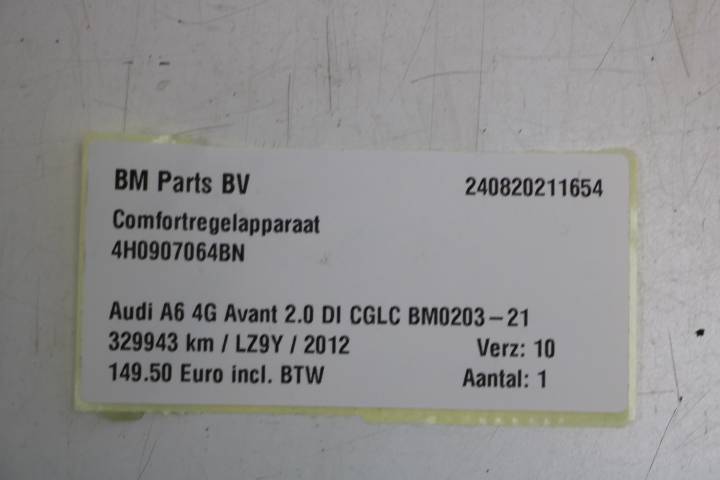 BM Parts BV 240820211654
Comfortregelapparaat
4H0907064BN
Audi A6 4G Avant 2.0 DI CGLC BM0203-21
329943 km / LZ9Y / 2012 Verz: 10
149.50 Euro incl. BTW Aantal: 1